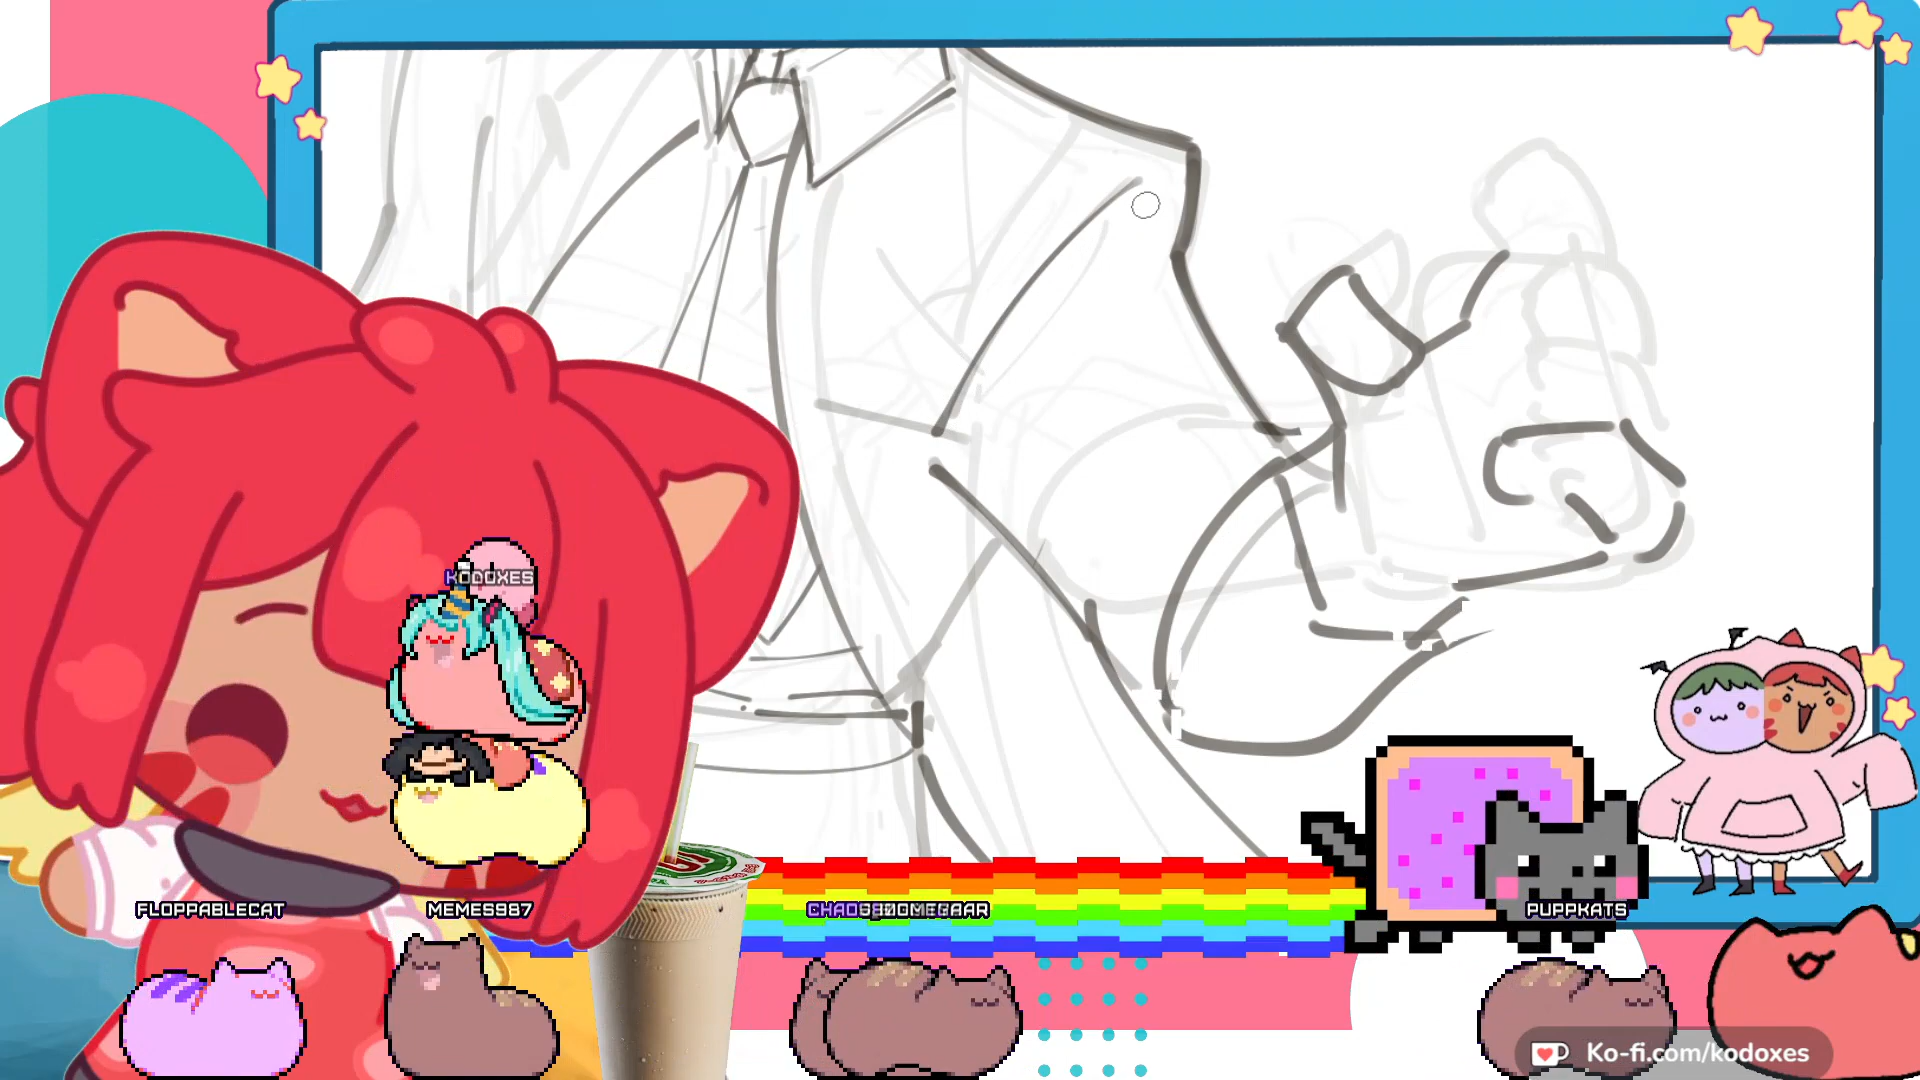 KODOXES
FLOPPABLECAT
MEMES987
PUPPKATS
Ko-fi.com/kodoxes